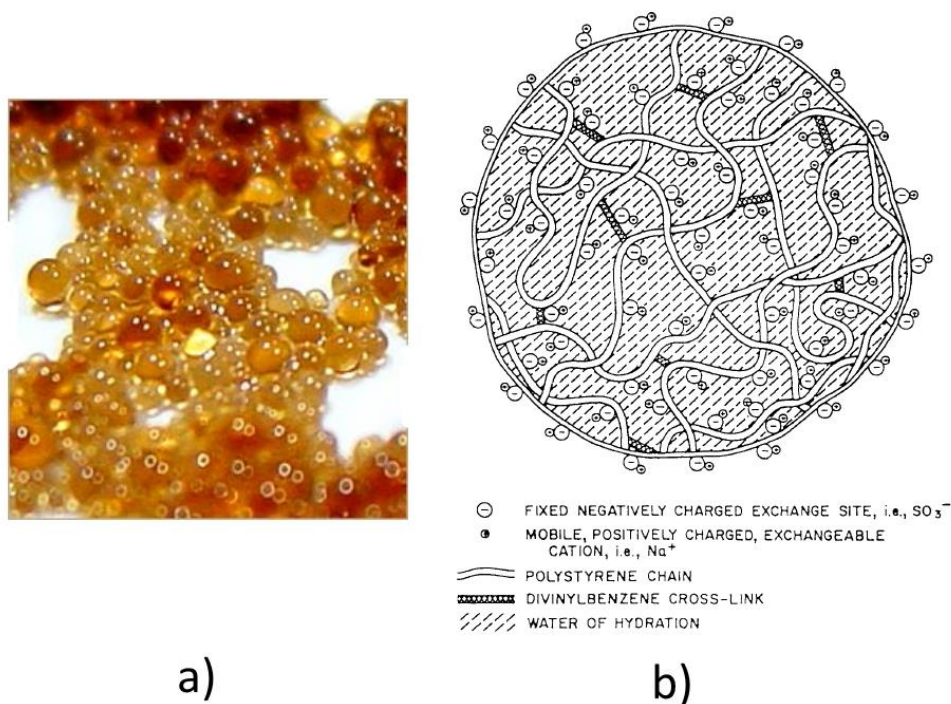 ⊖ FIXED NEGATIVELY CHARGED EXCHANGE SITE, i.e., SO₃⁻
MOBILE, POSITIVELY CHARGED, EXCHANGEABLE
CATION, i.e., Na⁺
POLYSTYRENE CHAIN
DIVINYLBENZENE CROSS-LINK
WATER OF HYDRATION
a)
b)